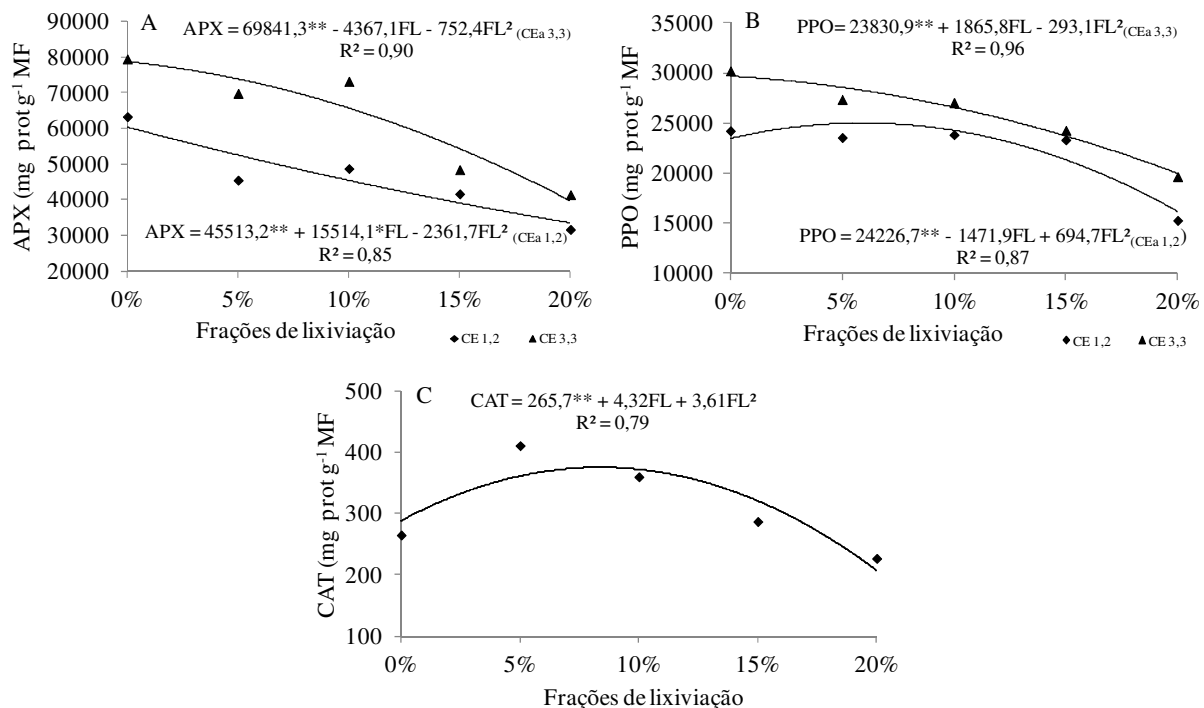 A
APX = 69841,3** - 4367,1FL - 752,4FL² (CEa 3,3)
R² = 0,90
90000
80000
70000
60000
50000
40000
30000
20000
APX (mg prot g⁻¹ MF
APX = 45513,2** + 15514,1*FL - 2361,7FL² (CEa 1,2)
R² = 0,85
0% 5% 10% 15% 20%
Frações de lixiviação
CE 1,2 CE 3,3
B
PPO= 23830,9** + 1865,8FL - 293,1FL² (CEa 3,3)
R² = 0,96
35000
30000
25000
20000
15000
10000
PPO (mg prot g⁻¹ MF
PPO = 24226,7** - 1471,9FL + 694,7FL² (CEa 1,2)
R² = 0,87
0% 5% 10% 15% 20%
Frações de lixiviação
CE 1,2 CE 3,3
C
CAT = 265,7** + 4,32FL + 3,61FL²
R² = 0,79
500
400
300
200
100
CAT (mg prot g⁻¹ MF
0% 5% 10% 15% 20%
Frações de lixiviação